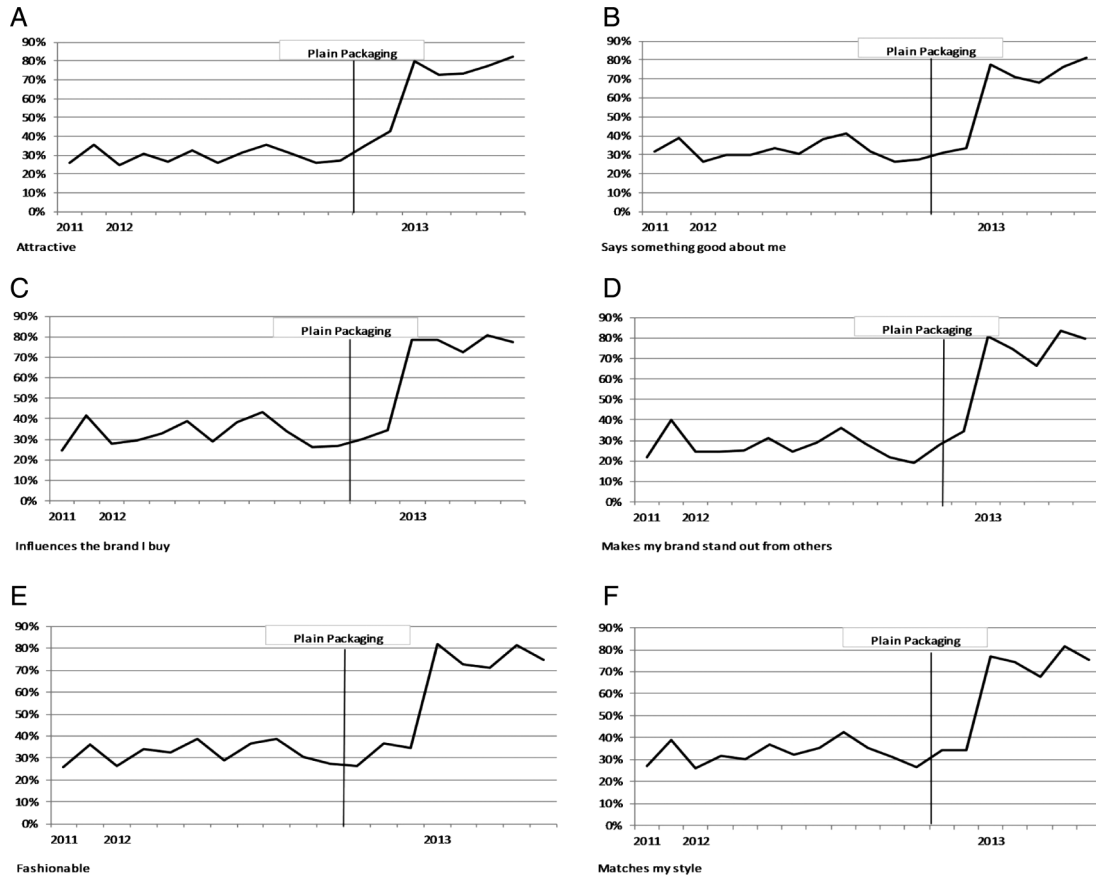 A
Plain Packaging
90%
80%
70%
60%
50%
40%
30%
20%
10%
0%
2011 2012 2013
Attractive
B
Plain Packaging
90%
80%
70%
60%
50%
40%
30%
20%
10%
0%
2011 2012 2013
Says something good about me
C
Plain Packaging
90%
80%
70%
60%
50%
40%
30%
20%
10%
0%
2011 2012 2013
Influences the brand I buy
D
Plain Packaging
90%
80%
70%
60%
50%
40%
30%
20%
10%
0%
2011 2012 2013
Makes my brand stand out from others
E
Plain Packaging
90%
80%
70%
60%
50%
40%
30%
20%
10%
0%
2011 2012 2013
Fashionable
F
Plain Packaging
90%
80%
70%
60%
50%
40%
30%
20%
10%
0%
2011 2012 2013
Matches my style